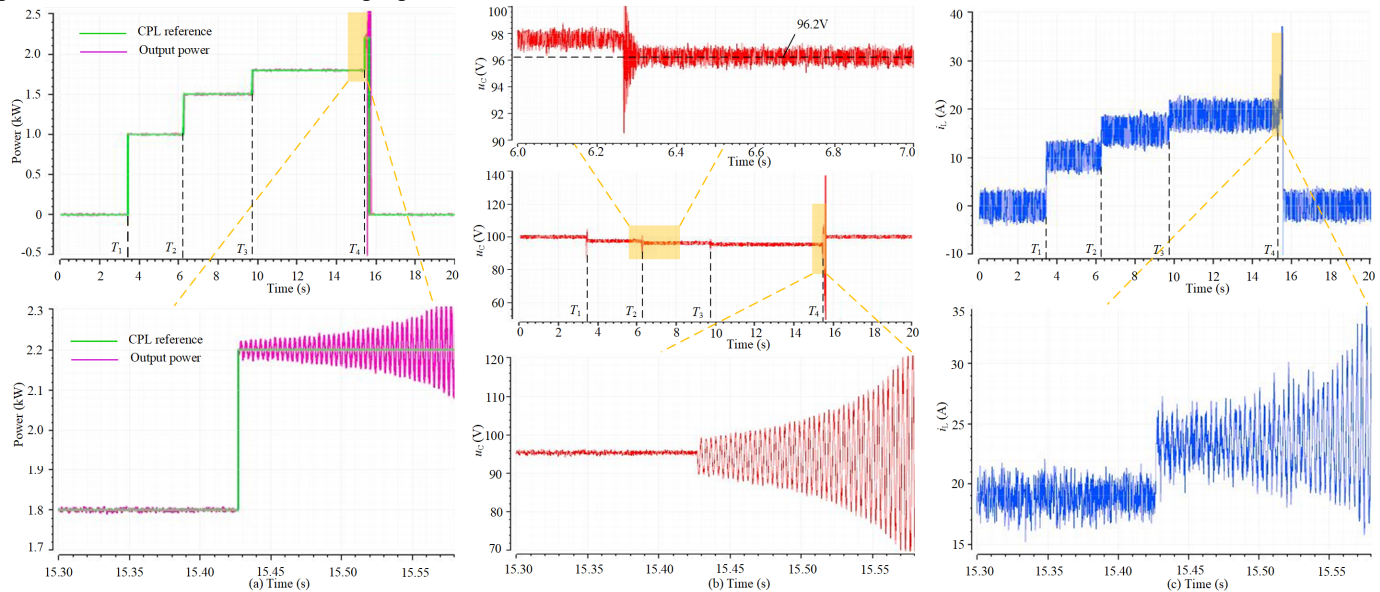 2.5
2.0
1.5
1.0
0.5
0
-0.5
Power (kW)
CPL reference
Output power
T1
T2
T3
T4
0 2 4 6 8 10 12 14 16 18 20
Time (s)
2.3
2.2
2.1
2.0
1.9
1.8
1.7
Power (kW)
CPL reference
Output power
15.30 15.35 15.40 15.45 15.50 15.55
(a) Time (s)
100
98
96
94
92
90
uC (V)
96.2V
6.0 6.2 6.4 6.6 6.8 7.0
Time (s)
140
120
100
80
60
uC (V)
T1
T2
T3
T4
0 2 4 6 8 10 12 14 16 18 20
Time (s)
120
110
100
90
80
70
uC (V)
15.30 15.35 15.40 15.45 15.50 15.55
(b) Time (s)
40
30
20
10
0
-10
iL (A)
T1
T2
T3
T4
0 2 4 6 8 10 12 14 16 18 20
Time (s)
35
30
25
20
15
iL (A)
15.30 15.35 15.40 15.45 15.50 15.55
(c) Time (s)